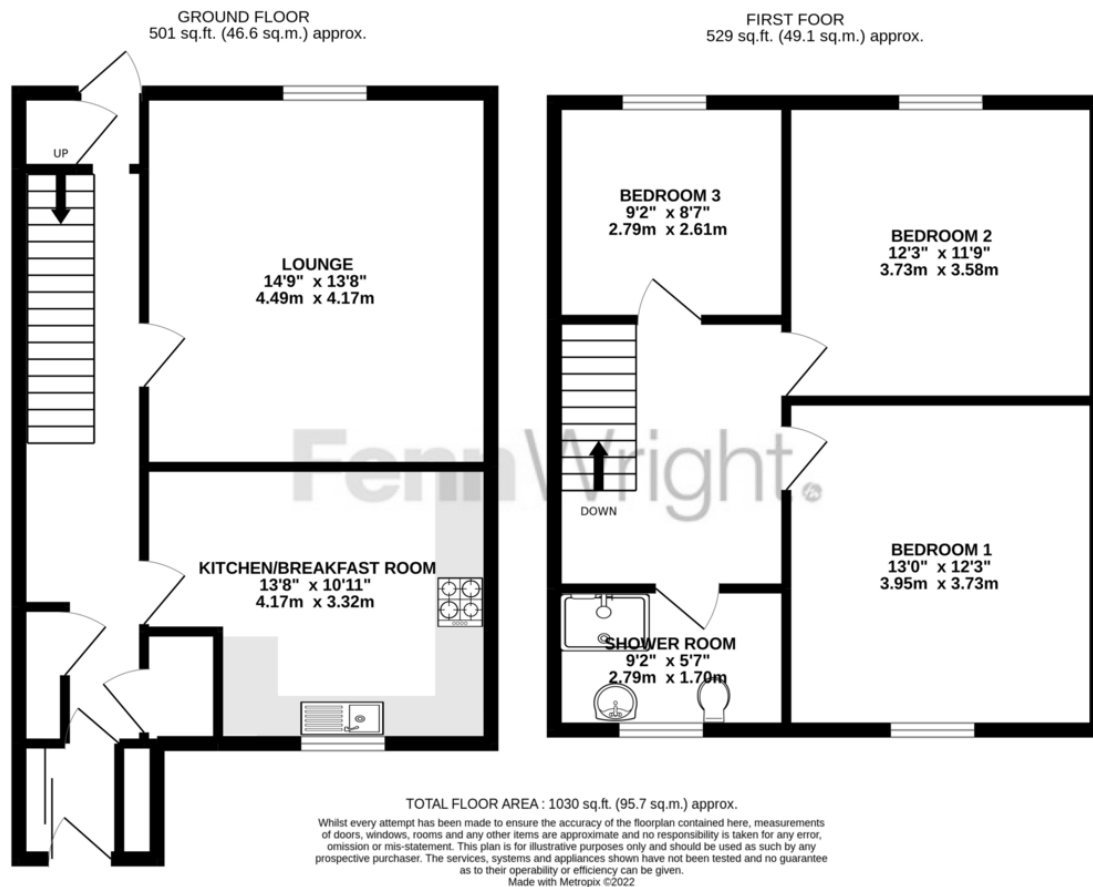 GROUND FLOOR
501 sq.ft. (46.6 sq.m.) approx.
FIRST FOOR
529 sq.ft. (49.1 sq.m.) approx.
UP
LOUNGE
14'9" x 13'8"
4.49m x 4.17m
KITCHEN/BREAKFAST ROOM
13'8" x 10'11"
4.17m x 3.32m
BEDROOM 3
9'2" x 8'7"
2.79m x 2.61m
BEDROOM 2
12'3" x 11'9"
3.73m x 3.58m
DOWN
BEDROOM 1
13'0" x 12'3"
3.95m x 3.73m
SHOWER ROOM
9'2" x 5'7"
2.79m x 1.70m
FennWright.
TOTAL FLOOR AREA : 1030 sq.ft. (95.7 sq.m.) approx.
Whilst every attempt has been made to ensure the accuracy of the floorplan contained here, measurements
of doors, windows, rooms and any other items are approximate and no responsibility is taken for any error,
omission or mis-statement. This plan is for illustrative purposes only and should be used as such by any
prospective purchaser. The services, systems and appliances shown have not been tested and no guarantee
as to their operability or efficiency can be given.
Made with Metropix ©2022